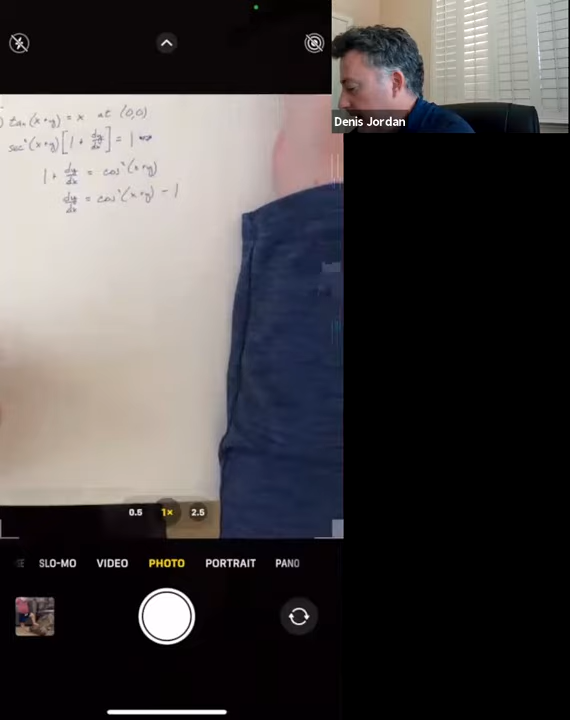 ) tan(x+y) = x at (0,0)
sec²(x+y)[1 + dy/dx] = 1
1 + dy/dx = cos²(x+y)
dy/dx = cos²(x+y) - 1
Denis Jordan
0.5 1× 2.5
SLO-MO VIDEO PHOTO PORTRAIT PANO